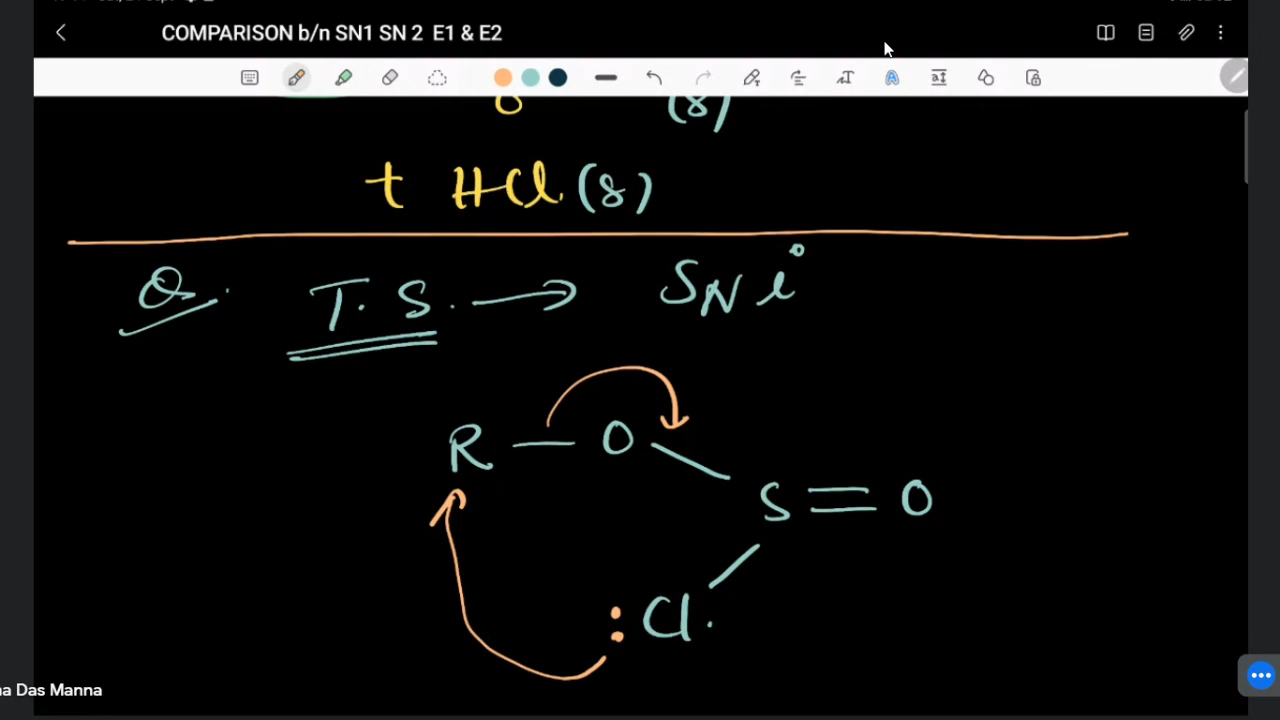 COMPARISON b/n SN1 SN 2 E1 & E2
(g)
+ HCl (g)
Q. T. S. → SNi
R — O
S = O
: Cl
a Das Manna